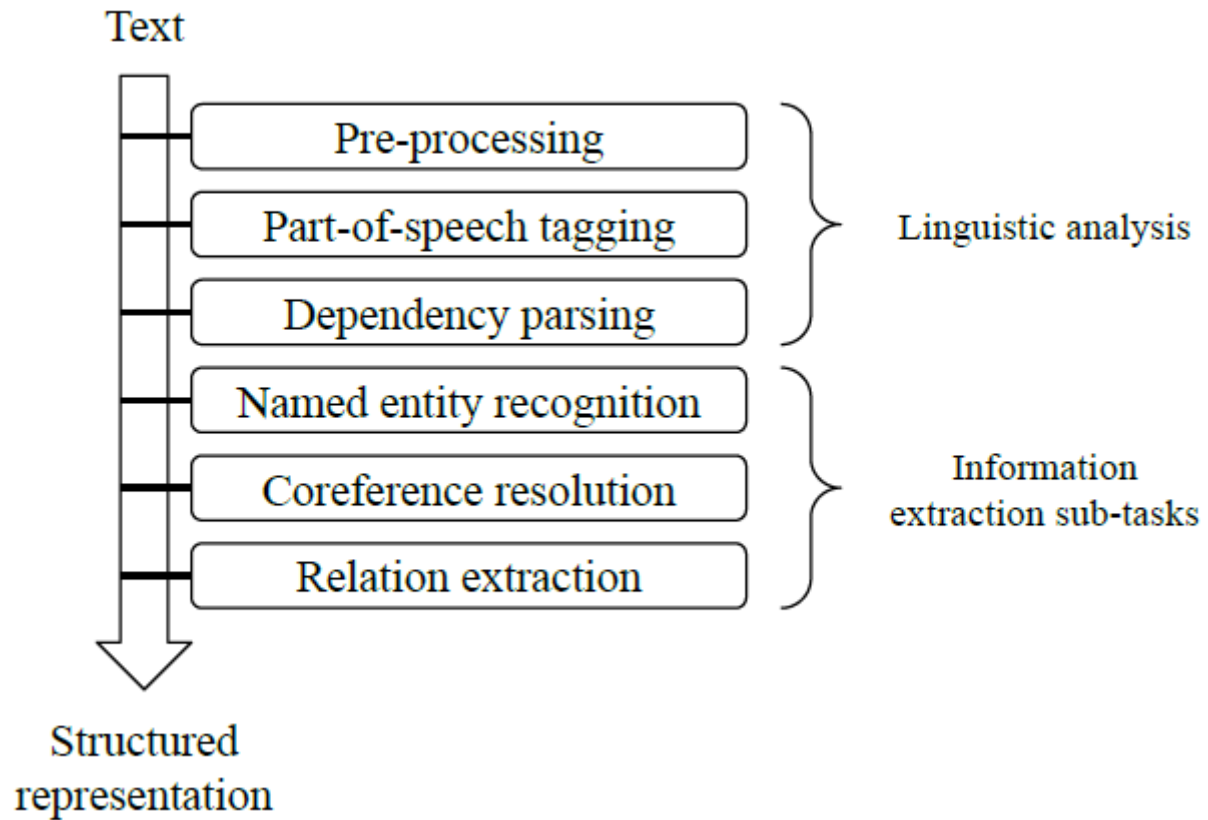 Text
Pre-processing
Part-of-speech tagging
Linguistic analysis
Dependency parsing
Named entity recognition
Coreference resolution
Information
extraction sub-tasks
Relation extraction
Structured
representation